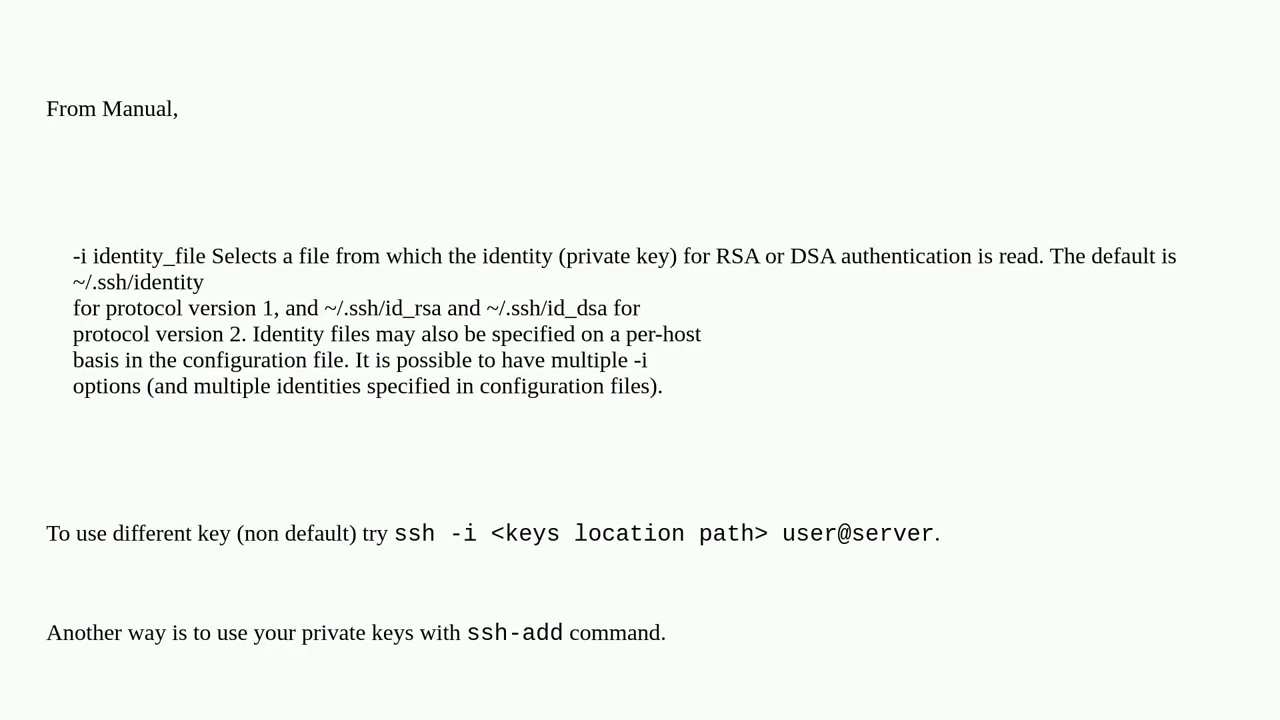 From Manual,
-i identity_file Selects a file from which the identity (private key) for RSA or DSA authentication is read. The default is
~/.ssh/identity
for protocol version 1, and ~/.ssh/id_rsa and ~/.ssh/id_dsa for
protocol version 2. Identity files may also be specified on a per-host
basis in the configuration file. It is possible to have multiple -i
options (and multiple identities specified in configuration files).
To use different key (non default) try ssh -i <keys location path> user@server.
Another way is to use your private keys with ssh-add command.